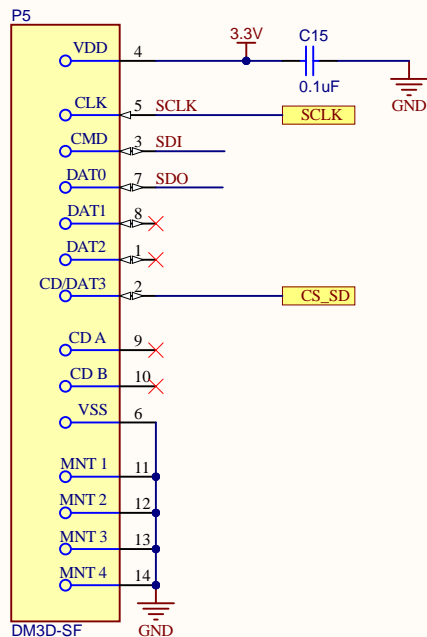 P5
VDD 4 3.3V C15 0.1uF GND
CLK 5 SCLK SCLK
CMD 3 SDI
DAT0 7 SDO
DAT1 8
DAT2 1
CD/DAT3 2 CS_SD
CD A 9
CD B 10
VSS 6
MNT 1 11
MNT 2 12
MNT 3 13
MNT 4 14
GND
DM3D-SF